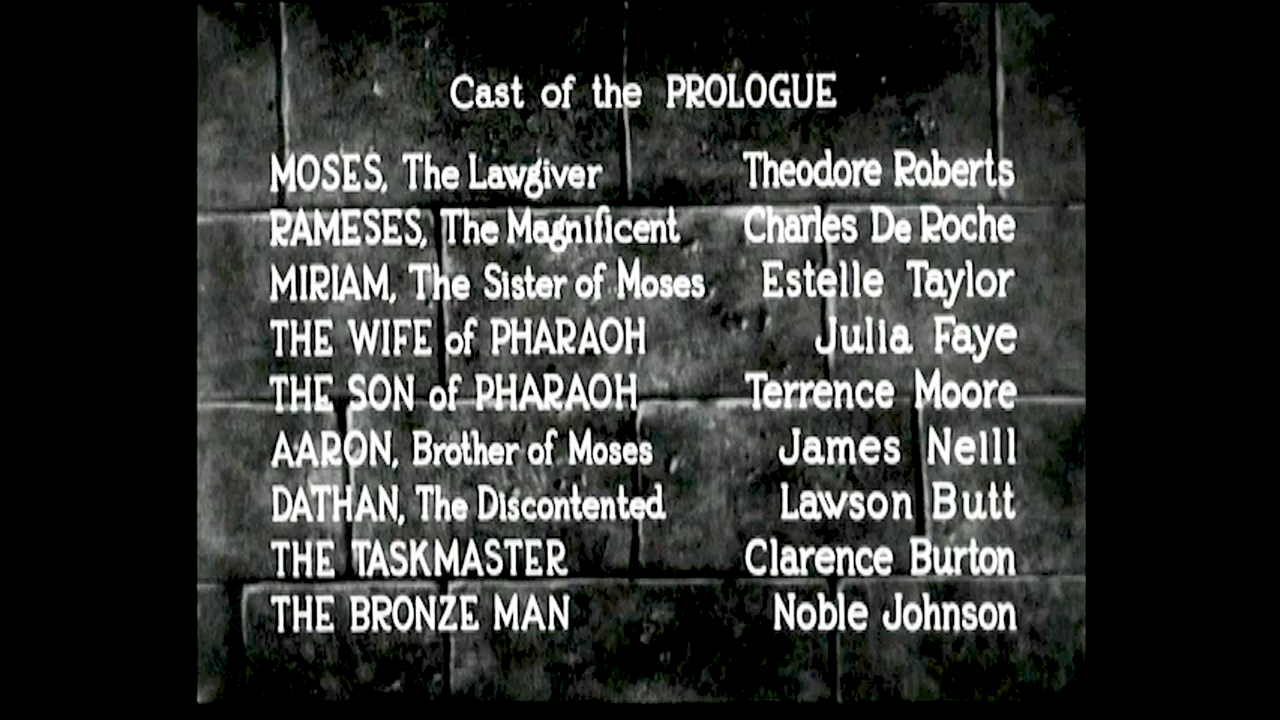 Cast of the PROLOGUE
MOSES, The Lawgiver Theodore Roberts
RAMESES, The Magnificent Charles De Roche
MIRIAM, The Sister of Moses Estelle Taylor
THE WIFE of PHARAOH Julia Faye
THE SON of PHARAOH Terrence Moore
AARON, Brother of Moses James Neill
DATHAN, The Discontented Lawson Butt
THE TASKMASTER Clarence Burton
THE BRONZE MAN Noble Johnson